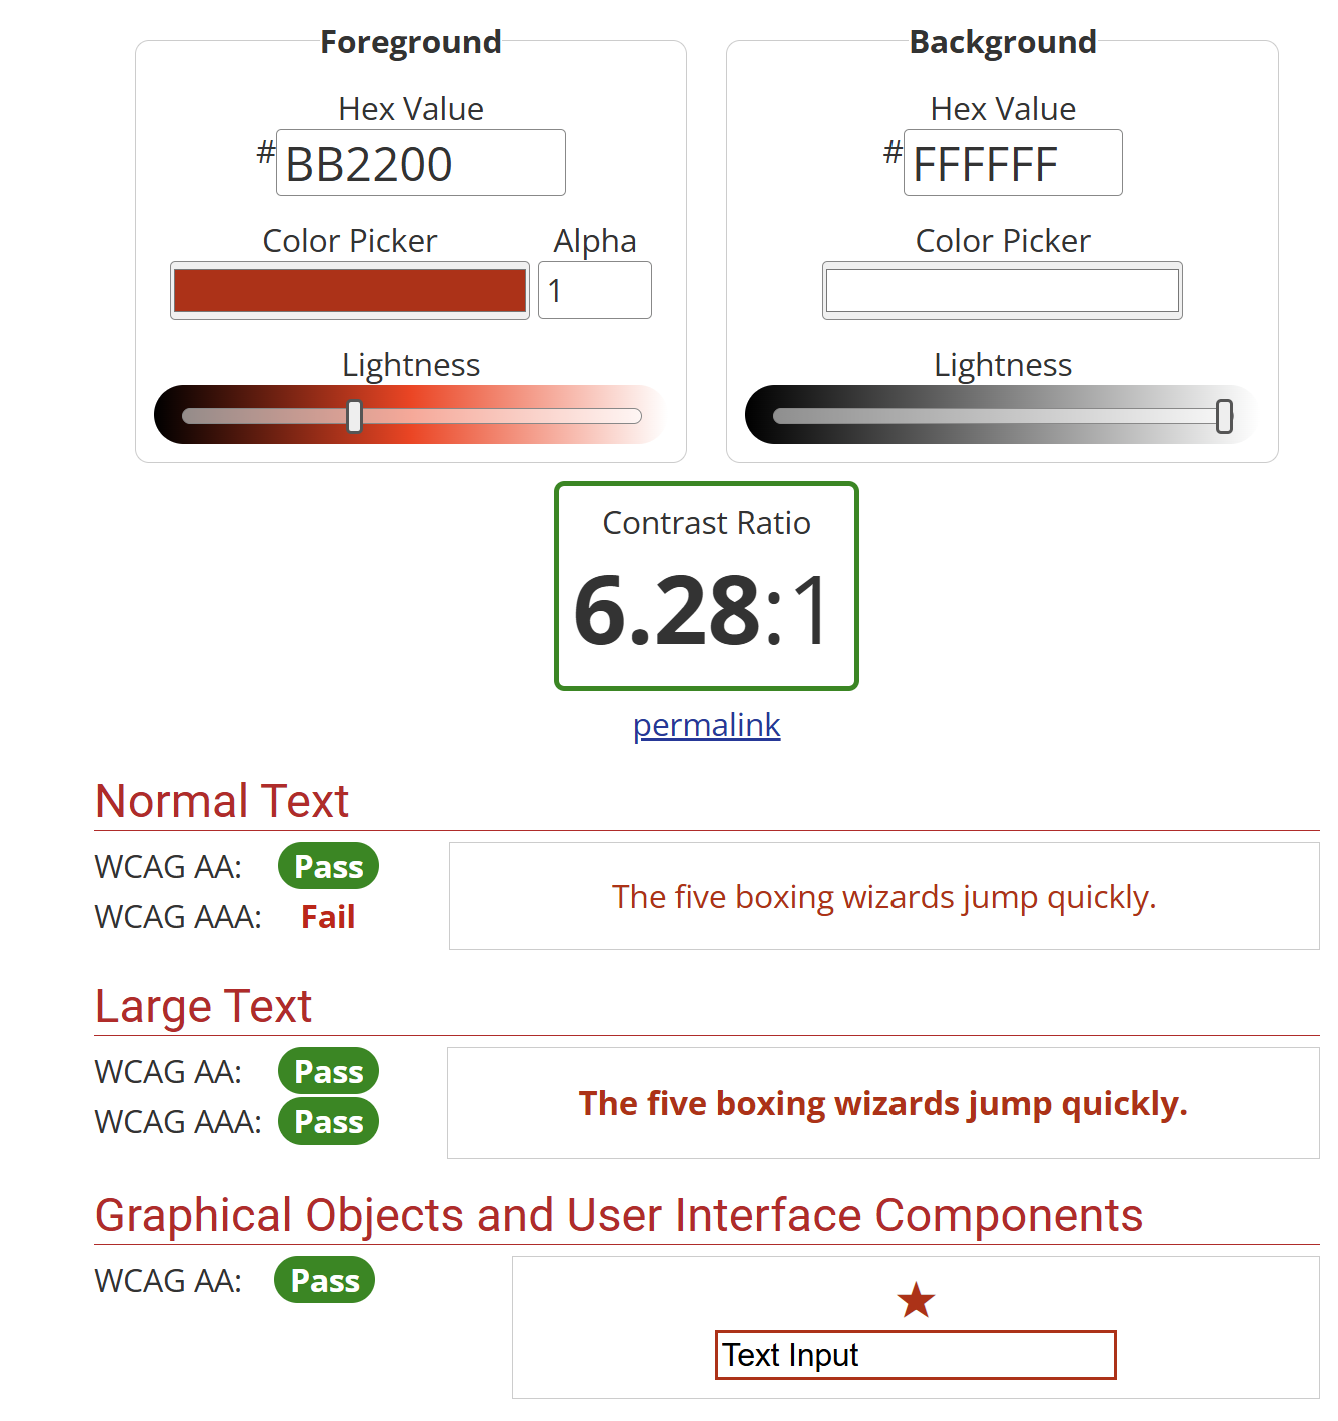 Foreground
Hex Value
#BB2200
Color Picker
Alpha
1
Lightness
Background
Hex Value
#FFFFFF
Color Picker
Lightness
Contrast Ratio
6.28:1
permalink
Normal Text
WCAG AA: Pass
WCAG AAA: Fail
The five boxing wizards jump quickly.
Large Text
WCAG AA: Pass
WCAG AAA: Pass
The five boxing wizards jump quickly.
Graphical Objects and User Interface Components
WCAG AA: Pass
Text Input